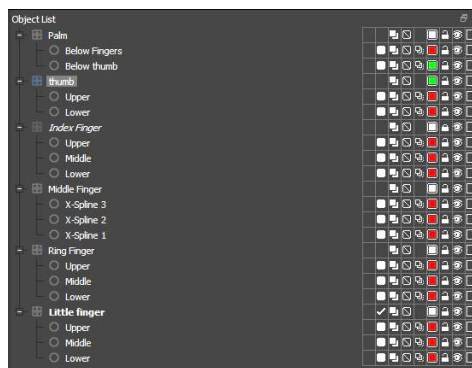 Object List
Palm
Below Fingers
Below thumb
thumb
Upper
Lower
Index Finger
Upper
Middle
Lower
Middle Finger
X-Spline 3
X-Spline 2
X-Spline 1
Ring Finger
Upper
Middle
Lower
Little finger
Upper
Middle
Lower